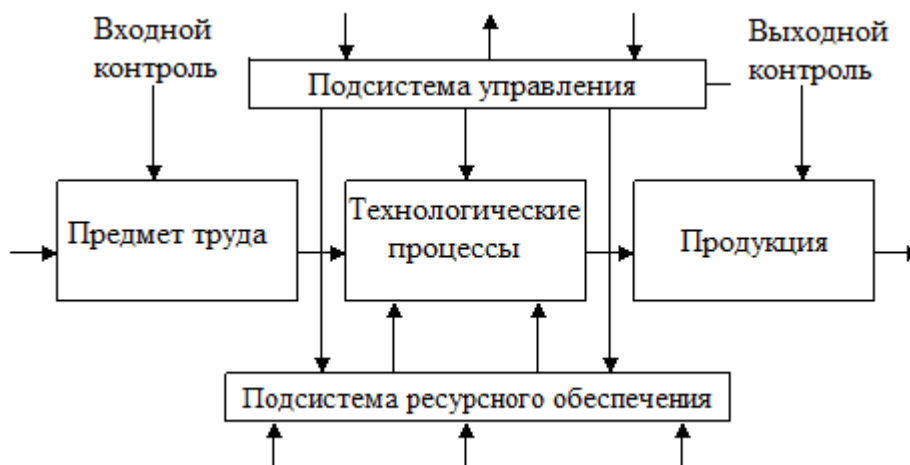 Входной
контроль
Выходной
контроль
Подсистема управления
Предмет труда
Технологические
процессы
Продукция
Подсистема ресурсного обеспечения